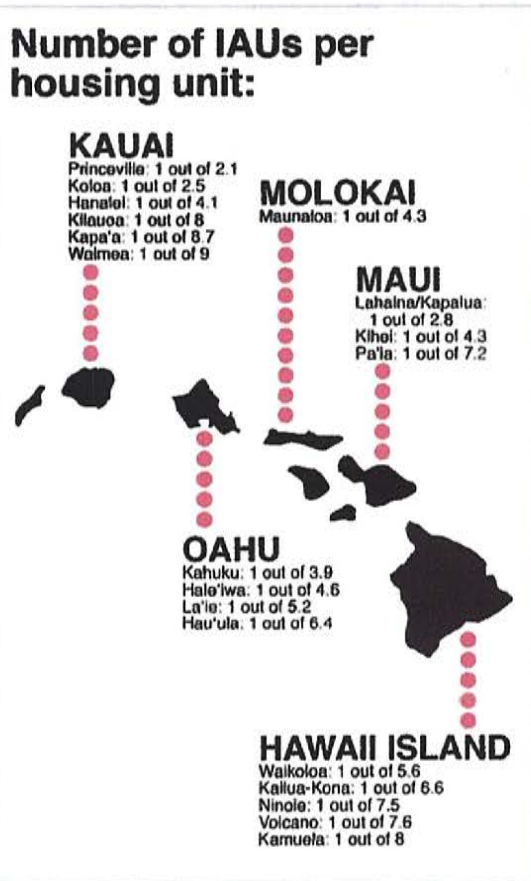 Number of IAUs per
housing unit:
KAUAI
Princeville: 1 out of 2.1
Koloa: 1 out of 2.5
Hanalei: 1 out of 4.1
Kilauea: 1 out of 8
Kapa'a: 1 out of 8.7
Waimea: 1 out of 9
MOLOKAI
Maunaloa: 1 out of 4.3
MAUI
Lahaina/Kapalua:
1 out of 2.8
Kihei: 1 out of 4.3
Pa'ia: 1 out of 7.2
OAHU
Kahuku: 1 out of 3.9
Hale'iwa: 1 out of 4.6
La'ie: 1 out of 5.2
Hau'ula: 1 out of 6.4
HAWAII ISLAND
Waikoloa: 1 out of 5.6
Kailua-Kona: 1 out of 6.6
Ninole: 1 out of 7.5
Volcano: 1 out of 7.6
Kamuela: 1 out of 8